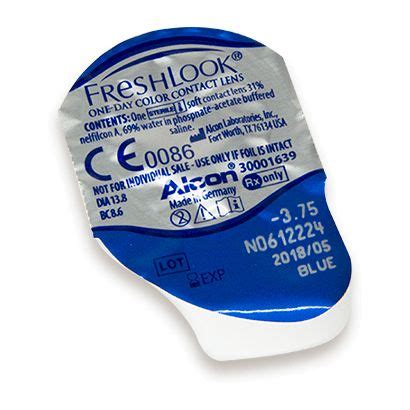 FRESHLOOK®
ONE-DAY COLOR CONTACT LENS
CONTENTS: One STERILE soft contact lens 31%
nelfilcon A, 69% water in phosphate-acetate buffered
saline.
Alcon Laboratories, Inc.,
Fort Worth, TX 76134 USA
CE 0086
NOT FOR INDIVIDUAL SALE - USE ONLY IF FOIL IS INTACT
DIA 13.8
BC 8.6
Alcon® 30001639
Made in Germany
Rx only
-3.75
N0612224
2018/05
BLUE
LOT
EXP